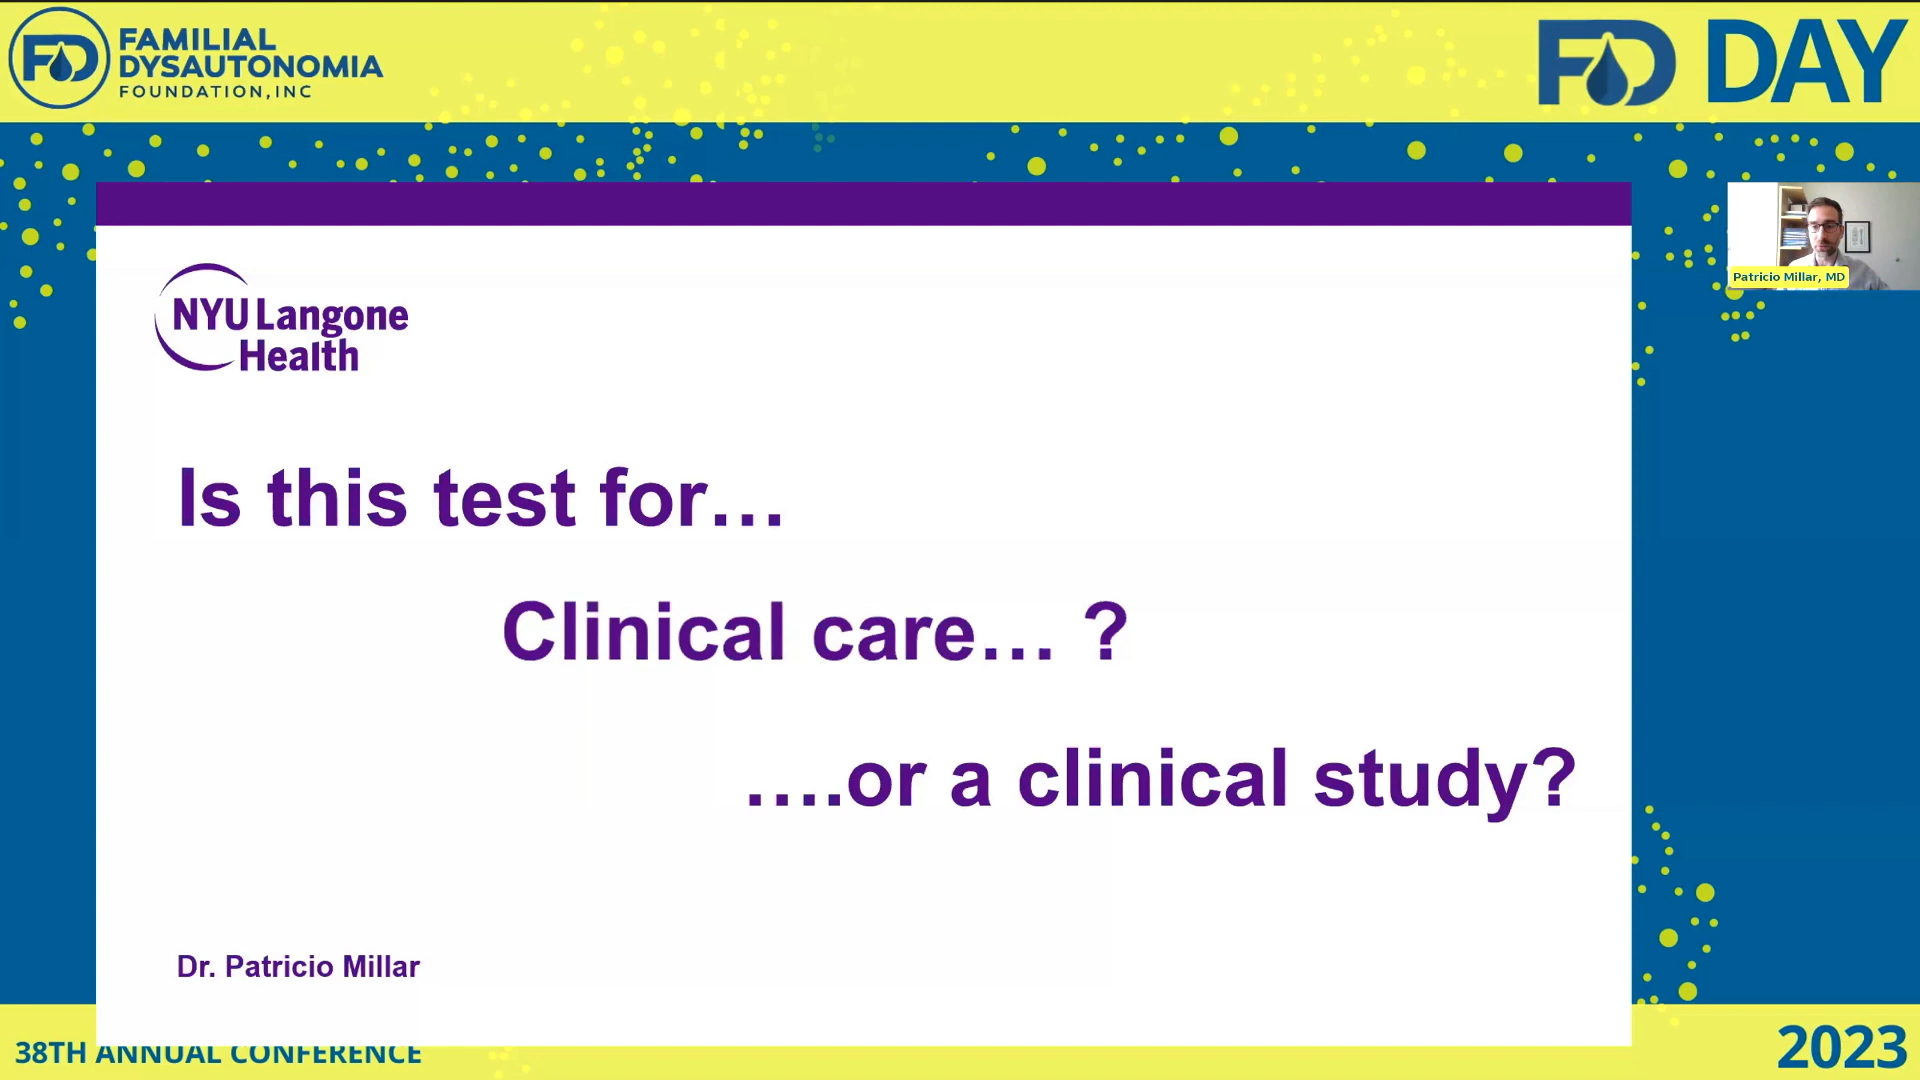 FAMILIAL
DYSAUTONOMIA
FOUNDATION, INC
FD DAY
NYU Langone
Health
Patricio Millar, MD
Is this test for…
Clinical care… ?
….or a clinical study?
Dr. Patricio Millar
38TH ANNUAL CONFERENCE
2023